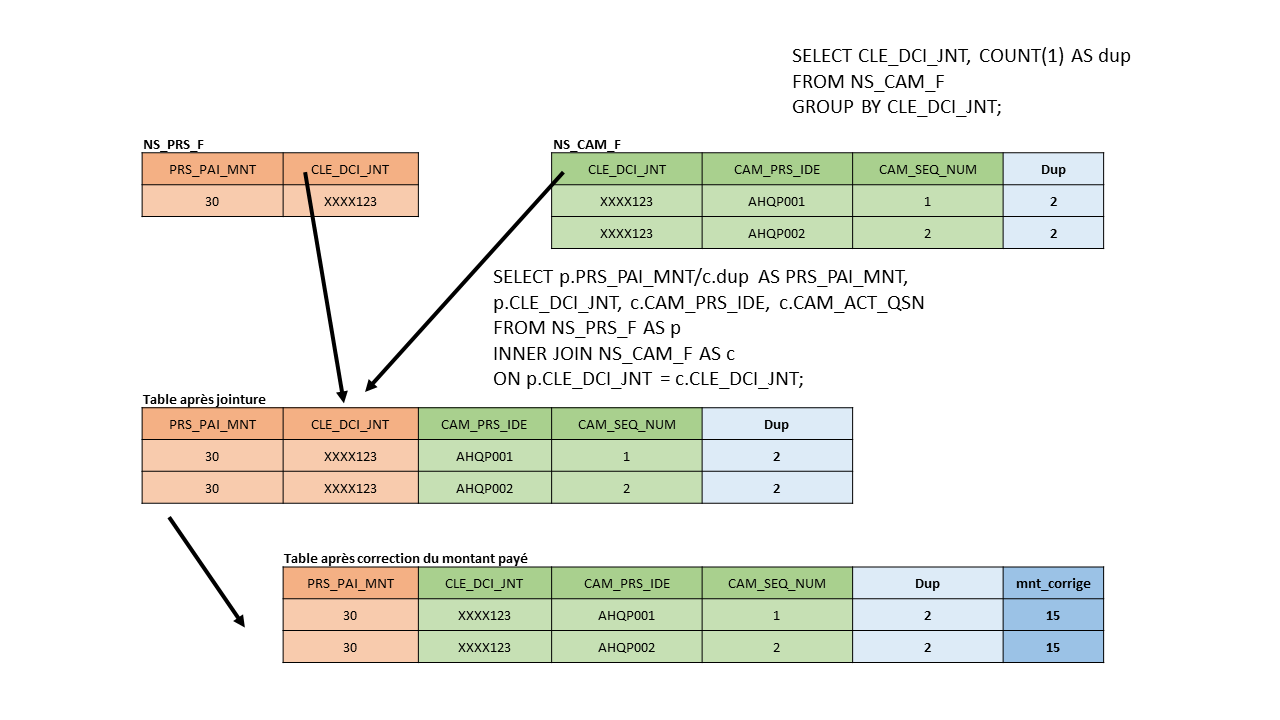 SELECT CLE_DCI_JNT, COUNT(1) AS dup
FROM NS_CAM_F
GROUP BY CLE_DCI_JNT;
NS_PRS_F
PRS_PAI_MNT CLE_DCI_JNT
30 XXXX123
NS_CAM_F
CLE_DCI_JNT CAM_PRS_IDE CAM_SEQ_NUM Dup
XXXX123 AHQP001 1 2
XXXX123 AHQP002 2 2
SELECT p.PRS_PAI_MNT/c.dup AS PRS_PAI_MNT,
p.CLE_DCI_JNT, c.CAM_PRS_IDE, c.CAM_ACT_QSN
FROM NS_PRS_F AS p
INNER JOIN NS_CAM_F AS c
ON p.CLE_DCI_JNT = c.CLE_DCI_JNT;
Table après jointure
PRS_PAI_MNT CLE_DCI_JNT CAM_PRS_IDE CAM_SEQ_NUM Dup
30 XXXX123 AHQP001 1 2
30 XXXX123 AHQP002 2 2
Table après correction du montant payé
PRS_PAI_MNT CLE_DCI_JNT CAM_PRS_IDE CAM_SEQ_NUM Dup mnt_corrige
30 XXXX123 AHQP001 1 2 15
30 XXXX123 AHQP002 2 2 15